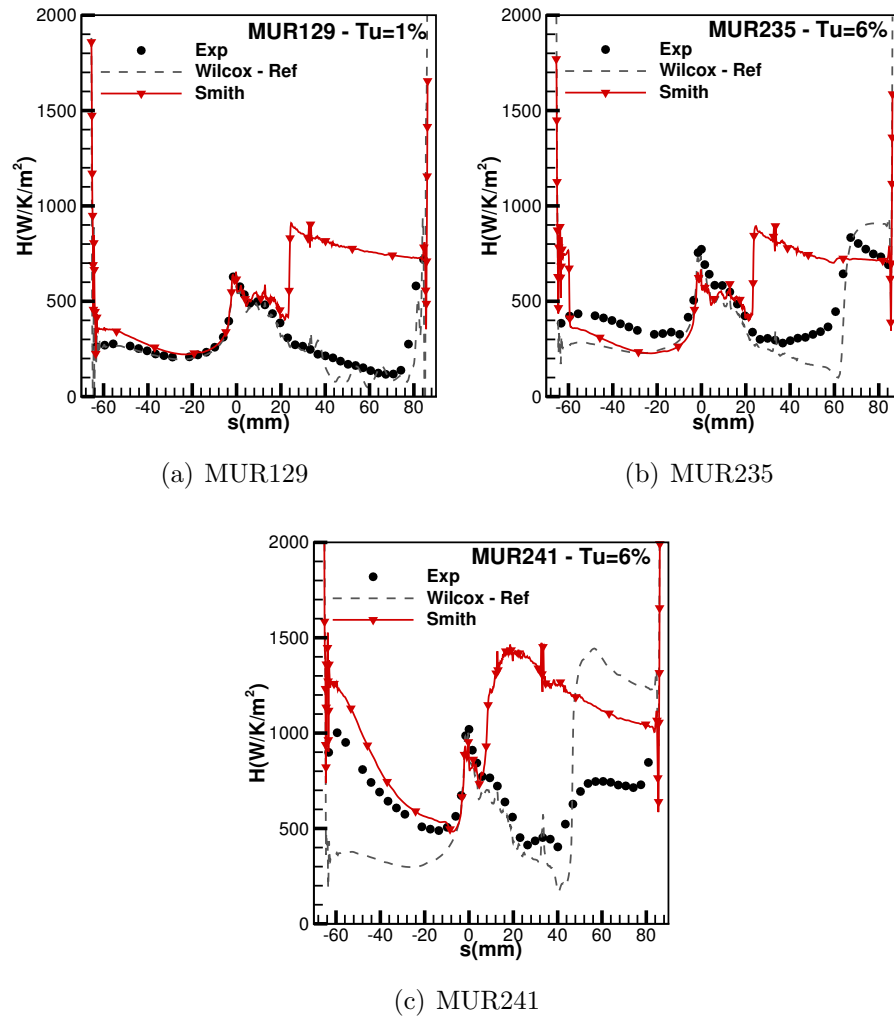 MUR129 - Tu=1%
Exp
Wilcox - Ref
Smith
H(W/K/m²)
2000
1500
1000
500
0
-60 -40 -20 0 20 40 60 80
s(mm)
(a) MUR129
MUR235 - Tu=6%
Exp
Wilcox - Ref
Smith
H(W/K/m²)
2000
1500
1000
500
0
-60 -40 -20 0 20 40 60 80
s(mm)
(b) MUR235
MUR241 - Tu=6%
Exp
Wilcox - Ref
Smith
H(W/K/m²)
2000
1500
1000
500
0
-60 -40 -20 0 20 40 60 80
s(mm)
(c) MUR241